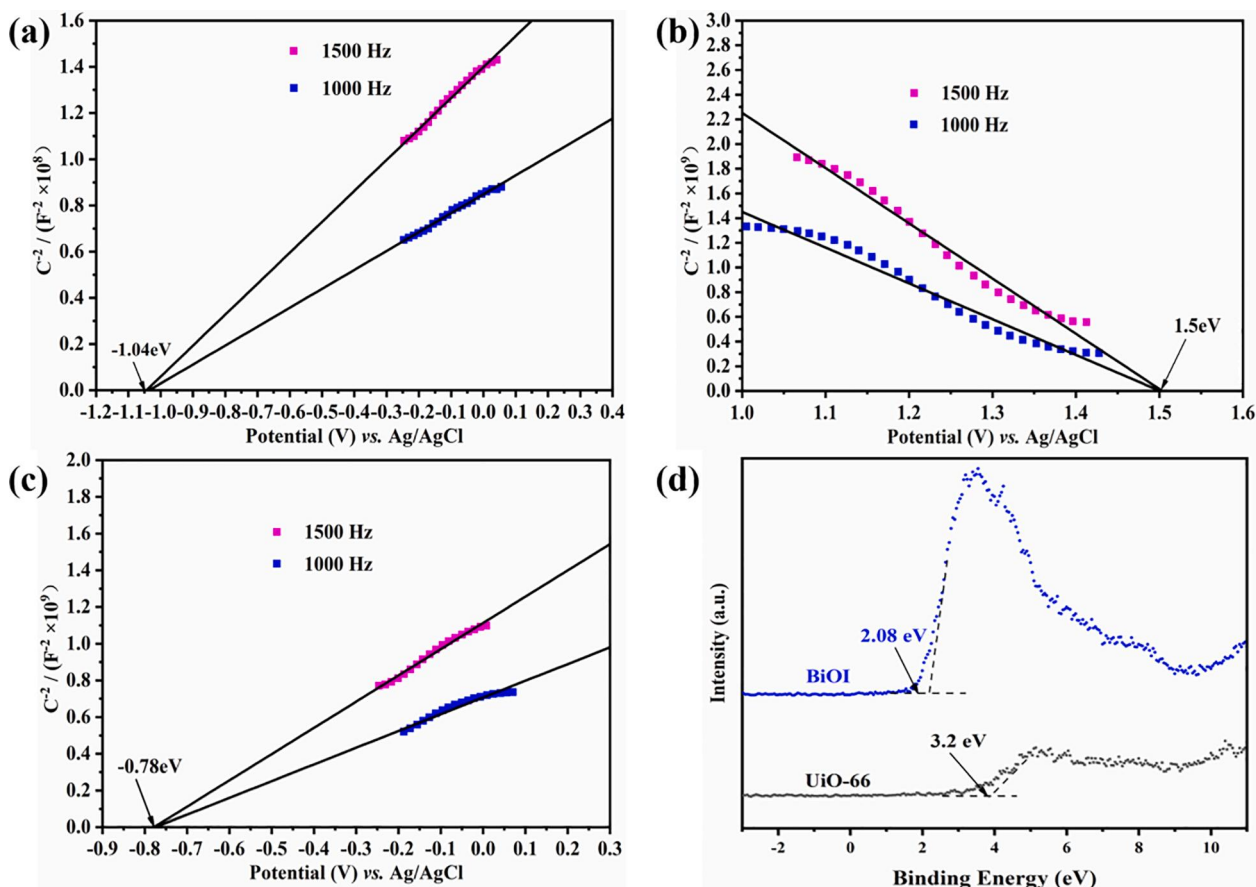 (a)
1500 Hz
1000 Hz
C⁻² / (F⁻² ×10⁸)
1.6
1.4
1.2
1.0
0.8
0.6
0.4
0.2
0.0
-1.04eV
-1.2 -1.1 -1.0 -0.9 -0.8 -0.7 -0.6 -0.5 -0.4 -0.3 -0.2 -0.1 0.0 0.1 0.2 0.3 0.4
Potential (V) vs. Ag/AgCl
(b)
1500 Hz
1000 Hz
C⁻² / (F⁻² ×10⁹)
3.0
2.8
2.6
2.4
2.2
2.0
1.8
1.6
1.4
1.2
1.0
0.8
0.6
0.4
0.2
0.0
1.5eV
1.0 1.1 1.2 1.3 1.4 1.5 1.6
Potential (V) vs. Ag/AgCl
(c)
1500 Hz
1000 Hz
C⁻² / (F⁻² ×10⁹)
2.0
1.8
1.6
1.4
1.2
1.0
0.8
0.6
0.4
0.2
0.0
-0.78eV
-0.9 -0.8 -0.7 -0.6 -0.5 -0.4 -0.3 -0.2 -0.1 0.0 0.1 0.2 0.3
Potential (V) vs. Ag/AgCl
(d)
Intensity (a.u.)
2.08 eV
BiOI
3.2 eV
UiO-66
-2 0 2 4 6 8 10
Binding Energy (eV)